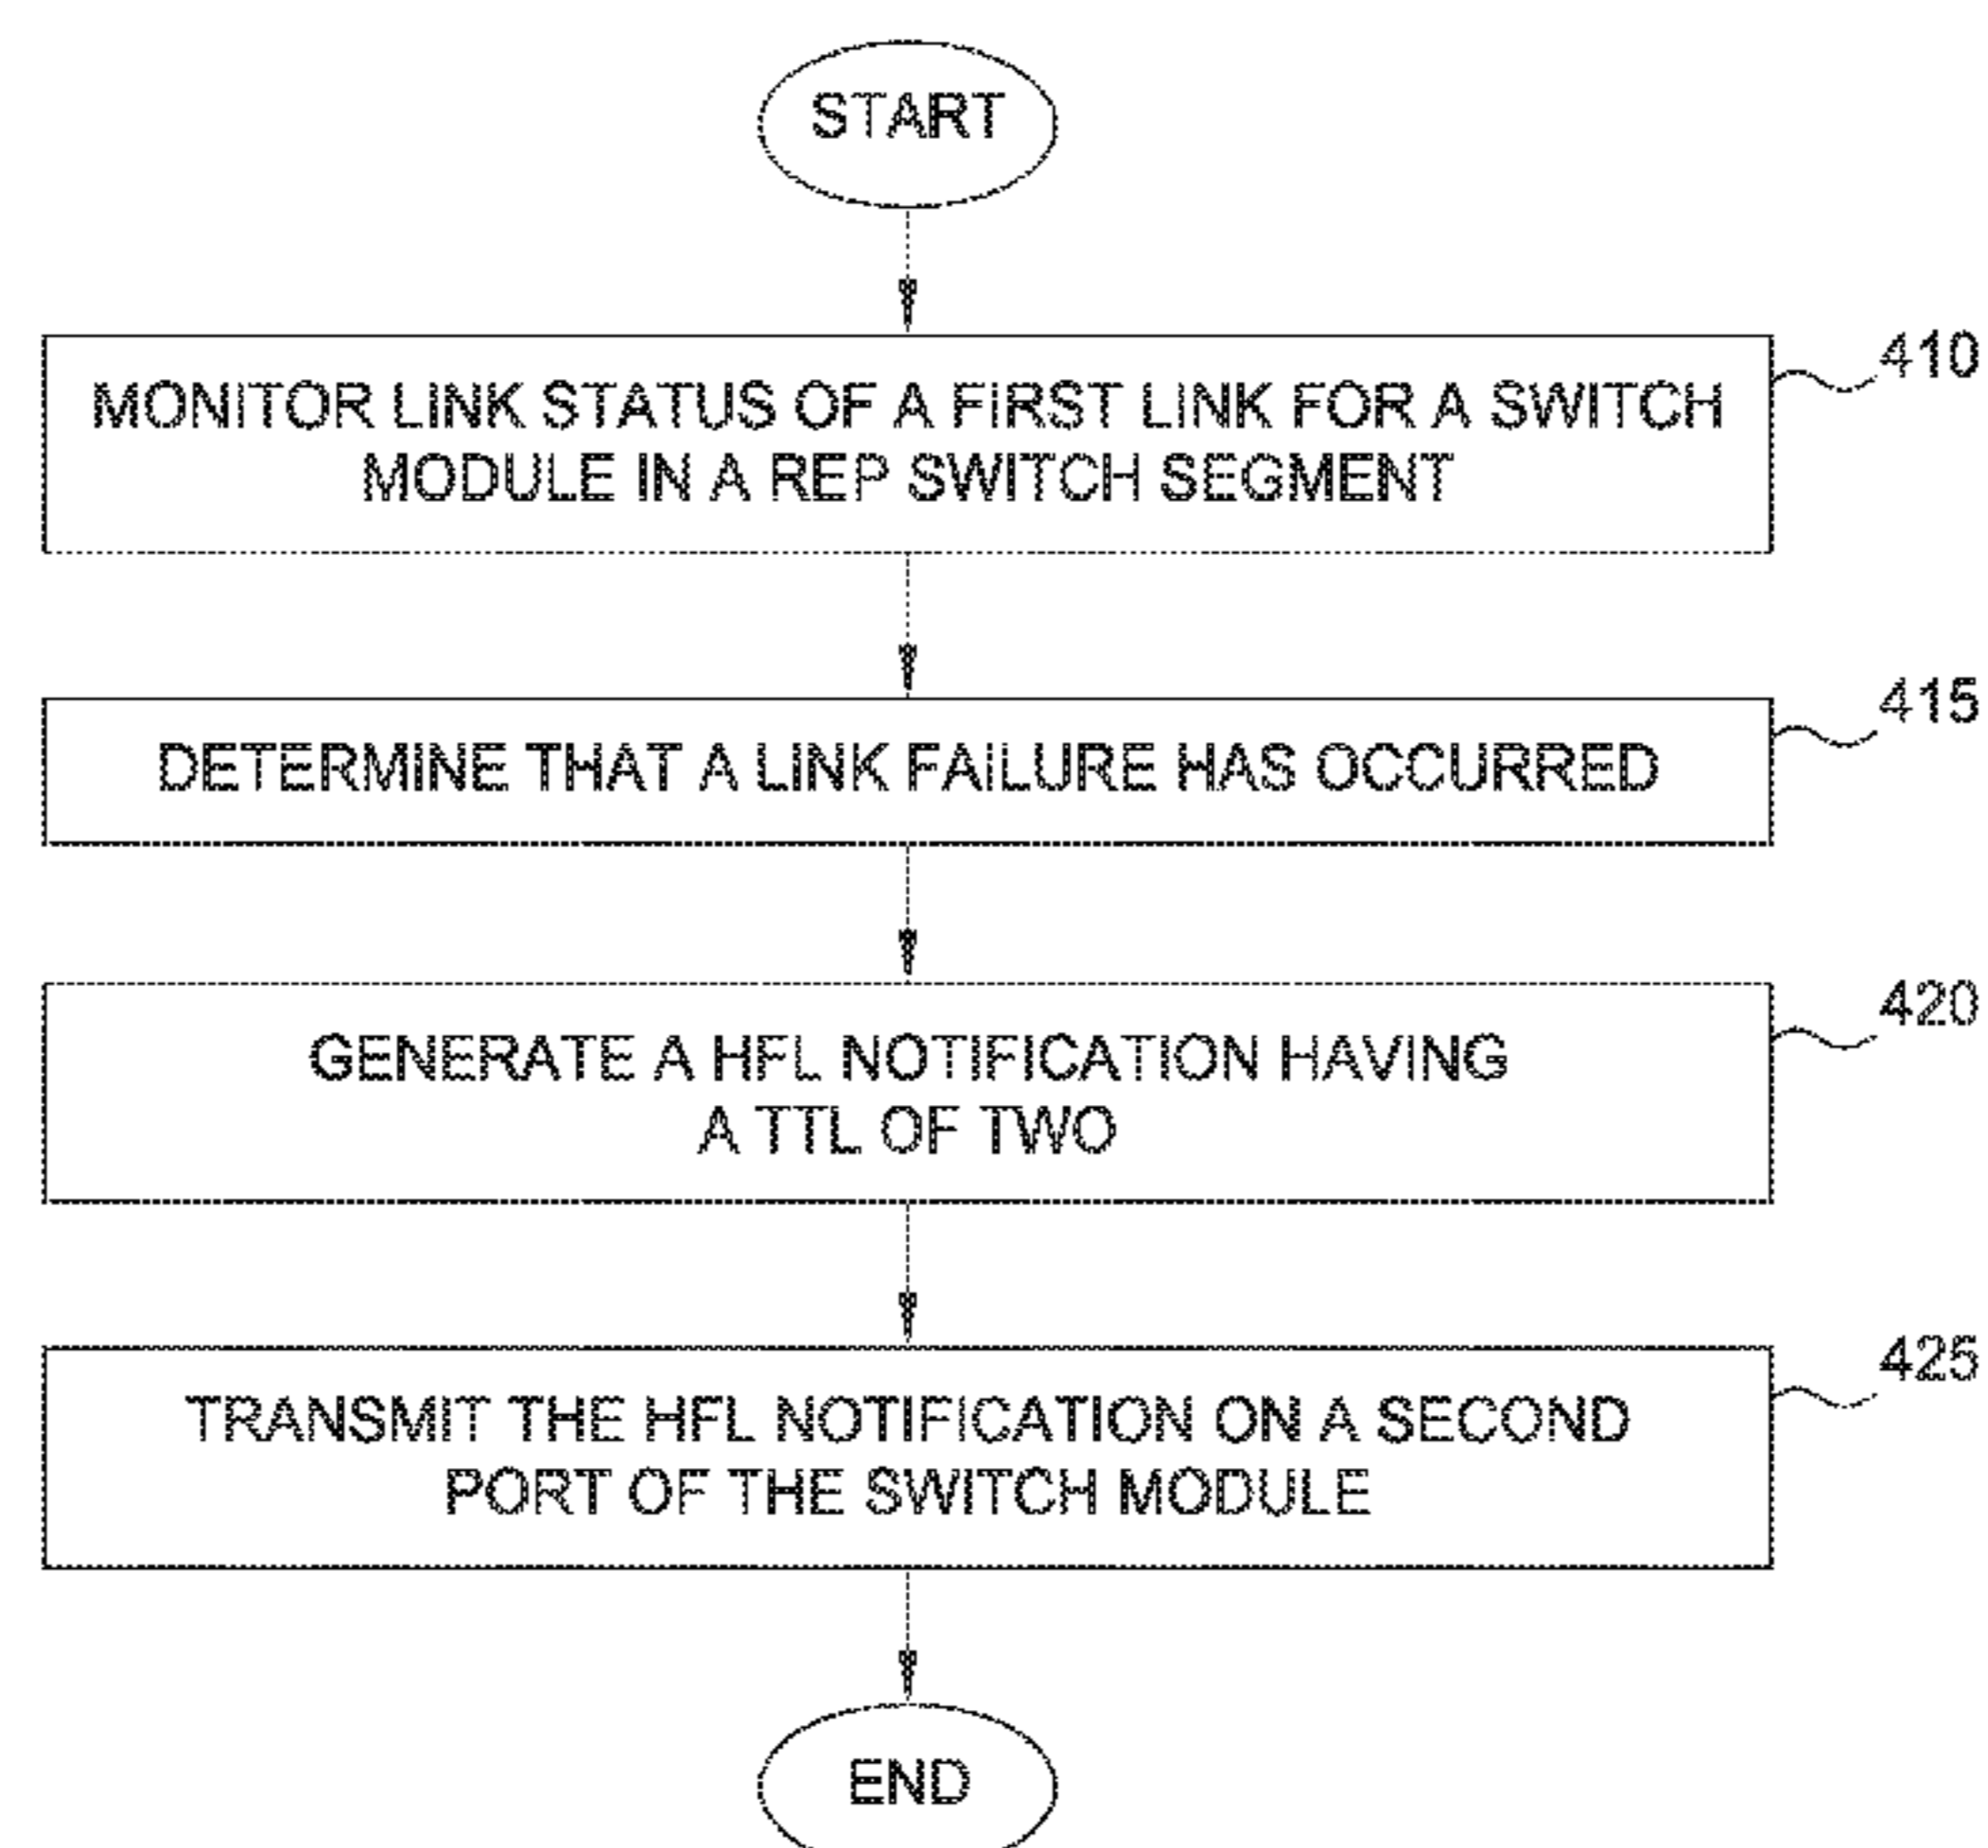 START
MONITOR LINK STATUS OF A FIRST LINK FOR A SWITCH
MODULE IN A REP SWITCH SEGMENT
410
DETERMINE THAT A LINK FAILURE HAS OCCURRED
415
GENERATE A HFL NOTIFICATION HAVING
A TTL OF TWO
420
TRANSMIT THE HFL NOTIFICATION ON A SECOND
PORT OF THE SWITCH MODULE
425
END